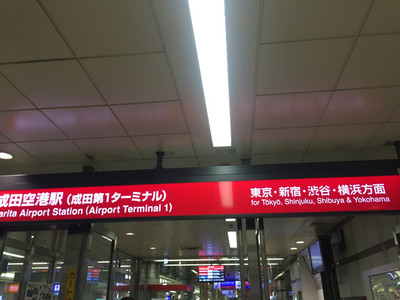 成田空港駅（成田第1ターミナル）
arita Airport Station (Airport Terminal 1)
東京・新宿・渋谷・横浜方面
for Tōkyō, Shinjuku, Shibuya & Yokohama